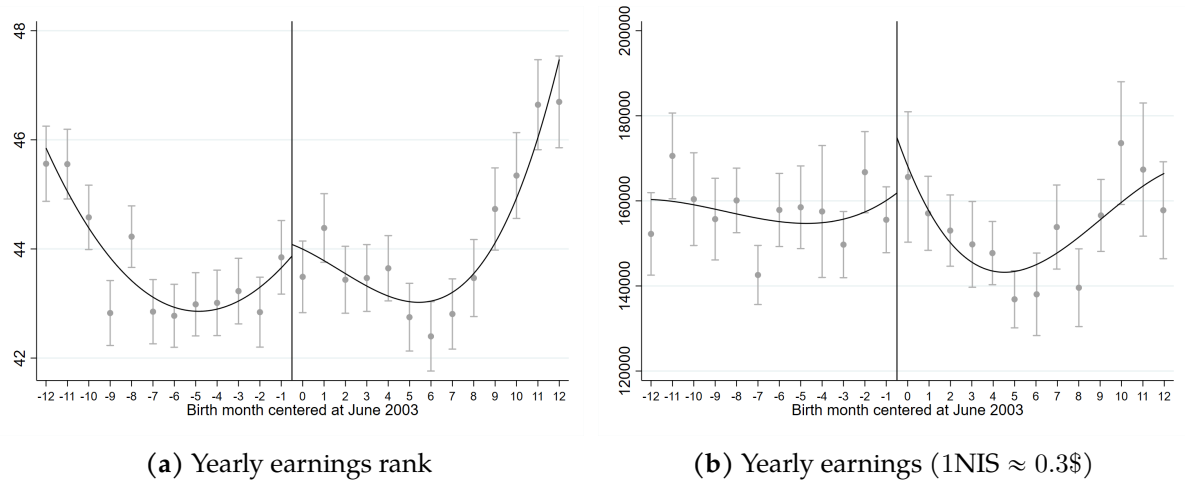 48
46
44
42
-12 -11 -10 -9 -8 -7 -6 -5 -4 -3 -2 -1 0 1 2 3 4 5 6 7 8 9 10 11 12
Birth month centered at June 2003
(a) Yearly earnings rank
200000
180000
160000
140000
120000
-12 -11 -10 -9 -8 -7 -6 -5 -4 -3 -2 -1 0 1 2 3 4 5 6 7 8 9 10 11 12
Birth month centered at June 2003
(b) Yearly earnings (1NIS ≈ 0.3$)